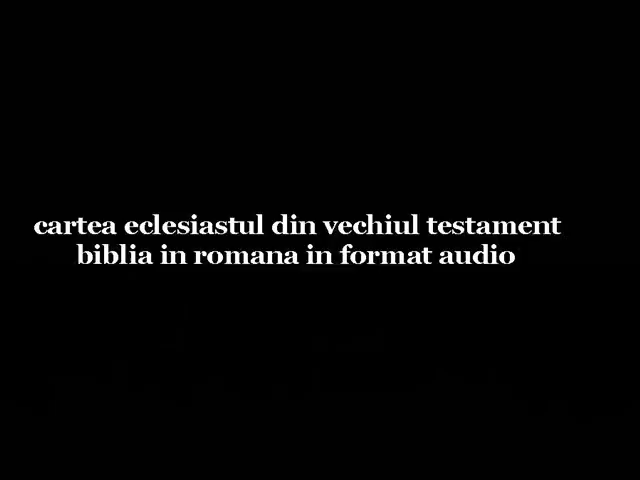 cartea eclesiastul din vechiul testament
biblia in romana in format audio